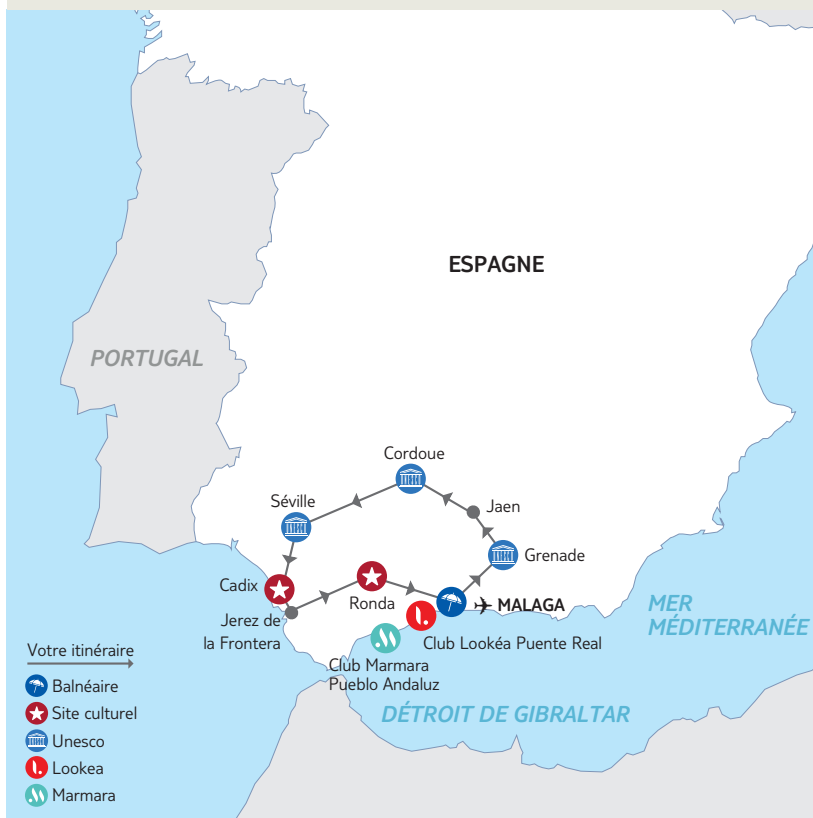 ESPAGNE
PORTUGAL
Cordoue
Jaen
Séville
Grenade
Cadix
Ronda
MALAGA
Jerez de
la Frontera
Club Lookéa Puente Real
Club Marmara
Pueblo Andaluz
MER
MÉDITERRANÉE
DÉTROIT DE GIBRALTAR
Votre itinéraire
Balnéaire
Site culturel
UNESCO
Unesco
Lookea
Marmara